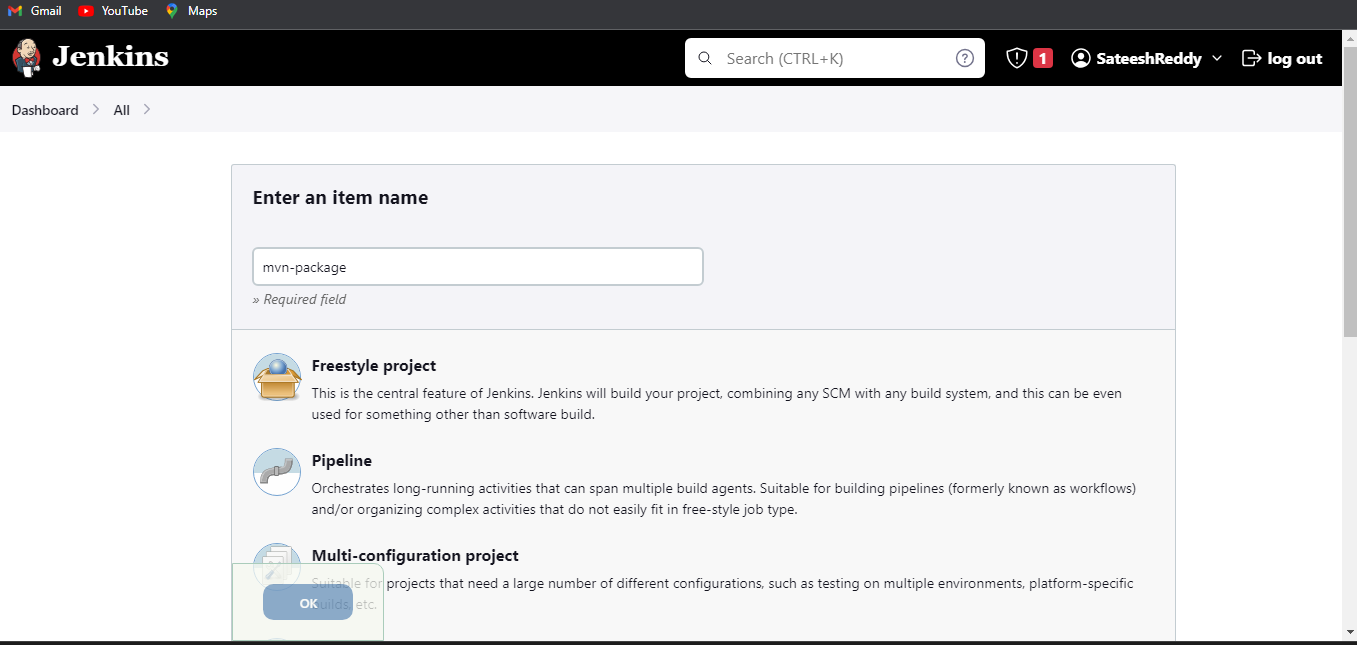 Gmail YouTube Maps
Jenkins Search (CTRL+K) ? 1 SateeshReddy log out
Dashboard All
Enter an item name
mvn-package
» Required field
Freestyle project
This is the central feature of Jenkins. Jenkins will build your project, combining any SCM with any build system, and this can be even
used for something other than software build.
Pipeline
Orchestrates long-running activities that can span multiple build agents. Suitable for building pipelines (formerly known as workflows)
and/or organizing complex activities that do not easily fit in free-style job type.
Multi-configuration project
Suitable for projects that need a large number of different configurations, such as testing on multiple environments, platform-specific
builds, etc.
OK